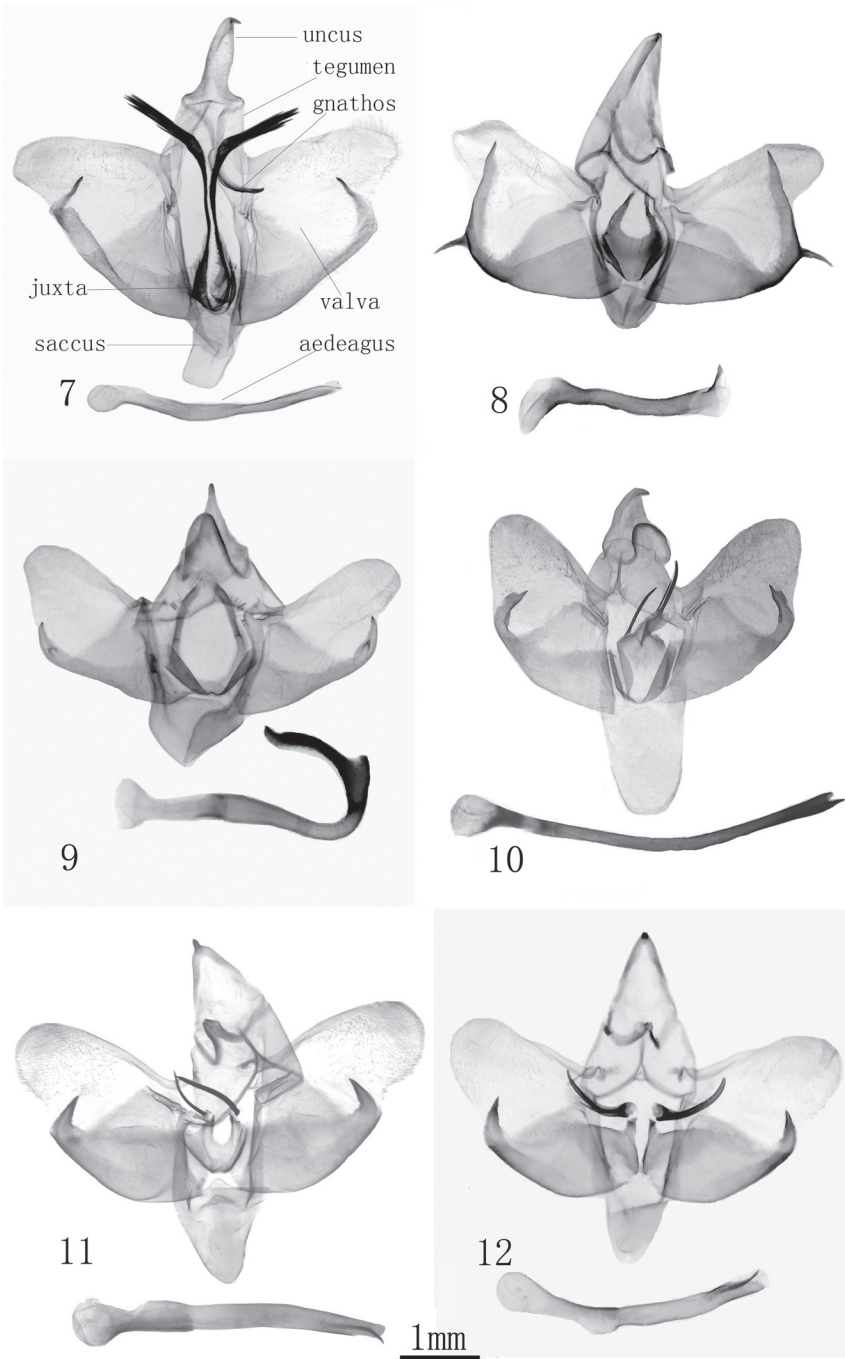 uncus
tegumen
gnathos
juxta
valva
saccus
aedeagus
7
8
9
10
11
12
1mm